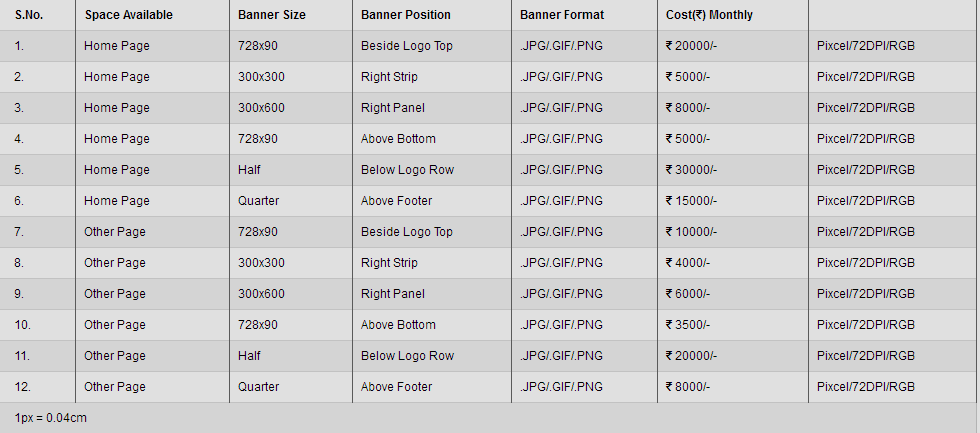 S.No. Space Available Banner Size Banner Position Banner Format Cost(₹) Monthly
1. Home Page 728x90 Beside Logo Top .JPG/.GIF/.PNG ₹ 20000/- Pixcel/72DPI/RGB
2. Home Page 300x300 Right Strip .JPG/.GIF/.PNG ₹ 5000/- Pixcel/72DPI/RGB
3. Home Page 300x600 Right Panel .JPG/.GIF/.PNG ₹ 8000/- Pixcel/72DPI/RGB
4. Home Page 728x90 Above Bottom .JPG/.GIF/.PNG ₹ 5000/- Pixcel/72DPI/RGB
5. Home Page Half Below Logo Row .JPG/.GIF/.PNG ₹ 30000/- Pixcel/72DPI/RGB
6. Home Page Quarter Above Footer .JPG/.GIF/.PNG ₹ 15000/- Pixcel/72DPI/RGB
7. Other Page 728x90 Beside Logo Top .JPG/.GIF/.PNG ₹ 10000/- Pixcel/72DPI/RGB
8. Other Page 300x300 Right Strip .JPG/.GIF/.PNG ₹ 4000/- Pixcel/72DPI/RGB
9. Other Page 300x600 Right Panel .JPG/.GIF/.PNG ₹ 6000/- Pixcel/72DPI/RGB
10. Other Page 728x90 Above Bottom .JPG/.GIF/.PNG ₹ 3500/- Pixcel/72DPI/RGB
11. Other Page Half Below Logo Row .JPG/.GIF/.PNG ₹ 20000/- Pixcel/72DPI/RGB
12. Other Page Quarter Above Footer .JPG/.GIF/.PNG ₹ 8000/- Pixcel/72DPI/RGB
1px = 0.04cm